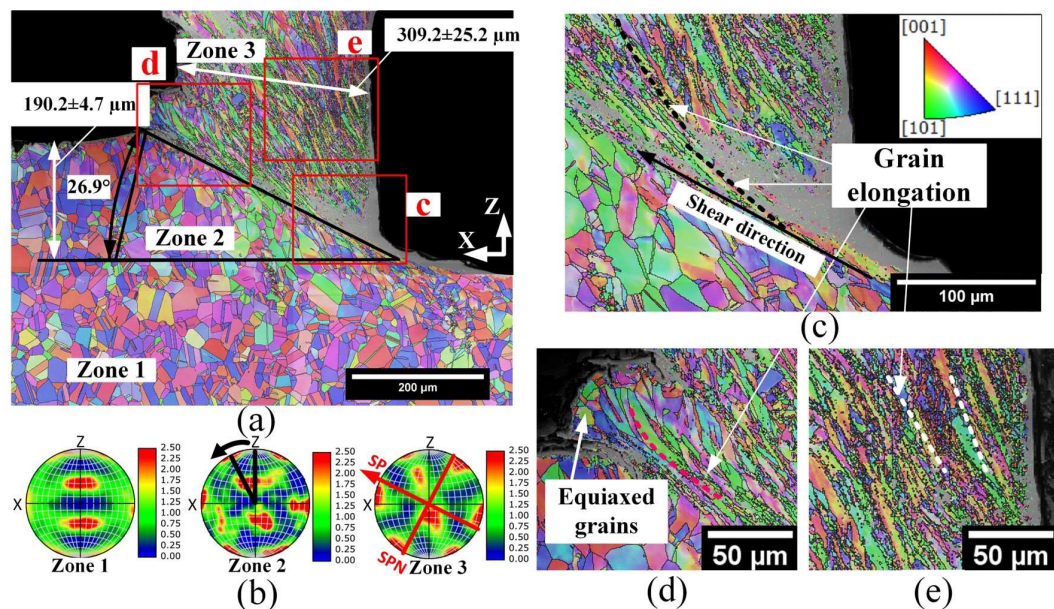 Zone 3
d
e
309.2±25.2 μm
190.2±4.7 μm
26.9°
Zone 2
c
Z
X
Zone 1
200 μm
(a)
[001]
[111]
[101]
Grain
elongation
Shear direction
100 μm
(c)
Z
X
2.50
2.25
2.00
1.75
1.50
1.25
1.00
0.75
0.50
0.25
0.00
Zone 1
Z
X
2.50
2.25
2.00
1.75
1.50
1.25
1.00
0.75
0.50
0.25
0.00
Zone 2
Z
X
SP
SPN
2.50
2.25
2.00
1.75
1.50
1.25
1.00
0.75
0.50
0.25
0.00
Zone 3
(b)
Equiaxed
grains
50 μm
(d)
50 μm
(e)